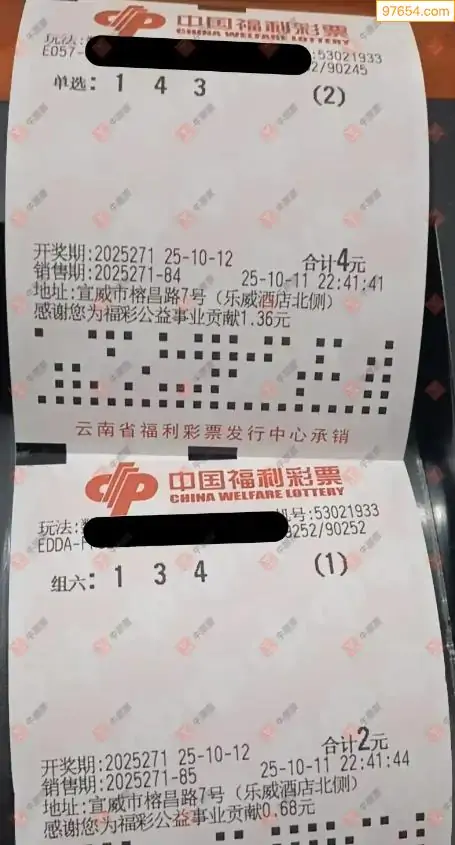 97654.com
中国福利彩票
CHINA WELFARE LOTTERY
玩法: :53021933
E057- 2/90245
单选: 1 4 3 (2)
开奖期:2025271 25-10-12 合计4元
销售期:2025271-84 25-10-11 22:41:41
地址:宣威市榕昌路7号（乐威酒店北侧）
感谢您为福彩公益事业贡献1.36元
云南省福利彩票发行中心承销
中国福利彩票
CHINA WELFARE LOTTERY
玩法: 机号:53021933
EDDA-F 8252/90252
组六: 1 3 4 (1)
开奖期:2025271 25-10-12 合计2元
销售期:2025271-85 25-10-11 22:41:44
地址:宣威市榕昌路7号（乐威酒店北侧）
感谢您为福彩公益事业贡献0.68元